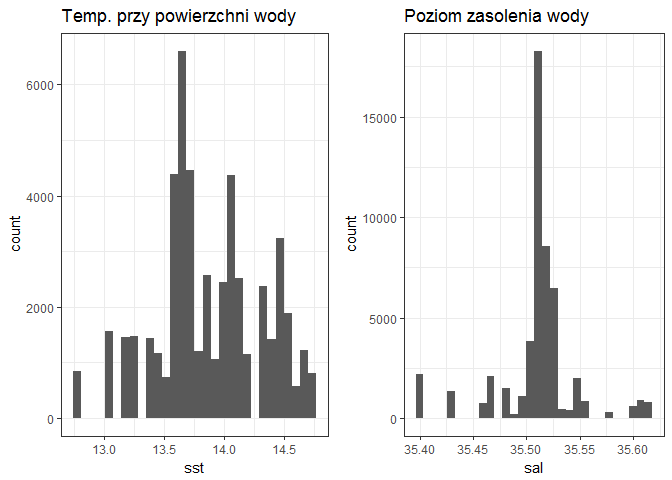 Temp. przy powierzchni wody
6000
4000
2000
0
count
13.0 13.5 14.0 14.5
sst
Poziom zasolenia wody
15000
10000
5000
0
count
35.40 35.45 35.50 35.55 35.60
sal